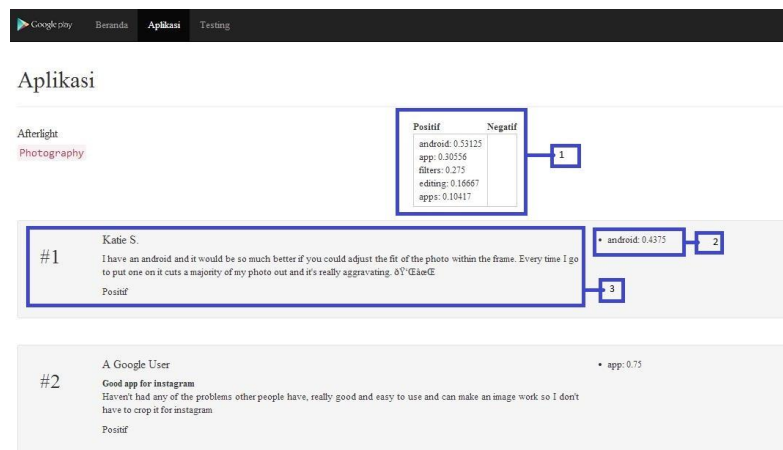 Google play Beranda Aplikasi Testing
Aplikasi
Afterlight
Photography
Positif Negatif
android: 0.53125
app: 0.30556
filters: 0.275
editing: 0.16667
apps: 0.10417
1
#1
Katie S.
I have an android and it would be so much better if you could adjust the fit of the photo within the frame. Every time I go
to put one on it cuts a majority of my photo out and it's really aggravating. ðŸ'ŒâœŒ
Positif
• android: 0.4375
2
3
#2
A Google User
Good app for instagram
Haven't had any of the problems other people have, really good and easy to use and can make an image work so I don't
have to crop it for instagram
Positif
• app: 0.75